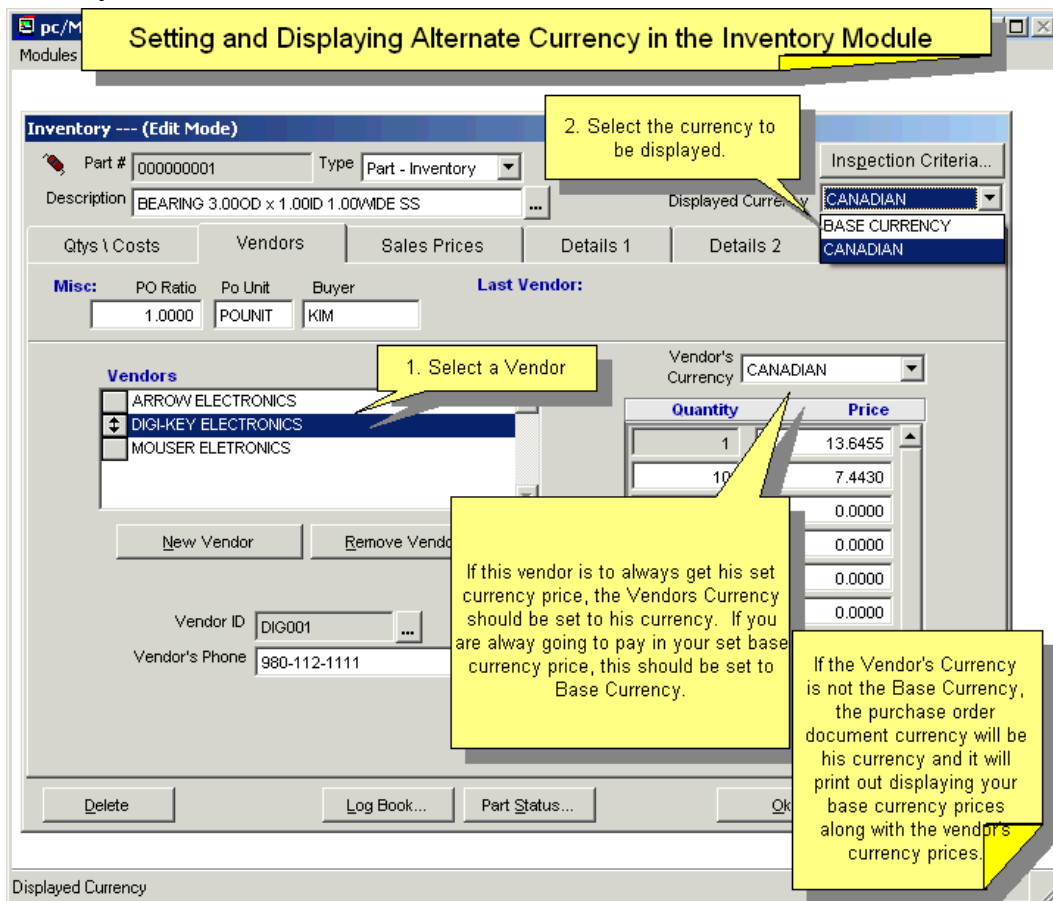 pc/M
Setting and Displaying Alternate Currency in the Inventory Module
Modules
Inventory --- (Edit Mode)
2. Select the currency to
be displayed.
Part # 000000001 Type Part - Inventory
Inspection Criteria...
Description BEARING 3.00OD x 1.00ID 1.00WIDE SS ...
Displayed Currency CANADIAN
BASE CURRENCY
CANADIAN
Qtys \ Costs Vendors Sales Prices Details 1 Details 2
Misc: PO Ratio Po Unit Buyer Last Vendor:
1.0000 POUNIT KIM
1. Select a Vendor
Vendor's
Currency CANADIAN
Vendors
ARROW ELECTRONICS
DIGI-KEY ELECTRONICS
MOUSER ELETRONICS
Quantity Price
1 13.6455
10 7.4430
0.0000
0.0000
0.0000
0.0000
New Vendor Remove Vendo
If this vendor is to always get his set
currency price, the Vendors Currency
should be set to his currency. If you
are alway going to pay in your set base
currency price, this should be set to
Base Currency.
Vendor ID DIG001 ...
Vendor's Phone 980-112-1111
If the Vendor's Currency
is not the Base Currency,
the purchase order
document currency will be
his currency and it will
print out displaying your
base currency prices
along with the vendor's
currency prices.
Delete Log Book... Part Status... Ok
Displayed Currency